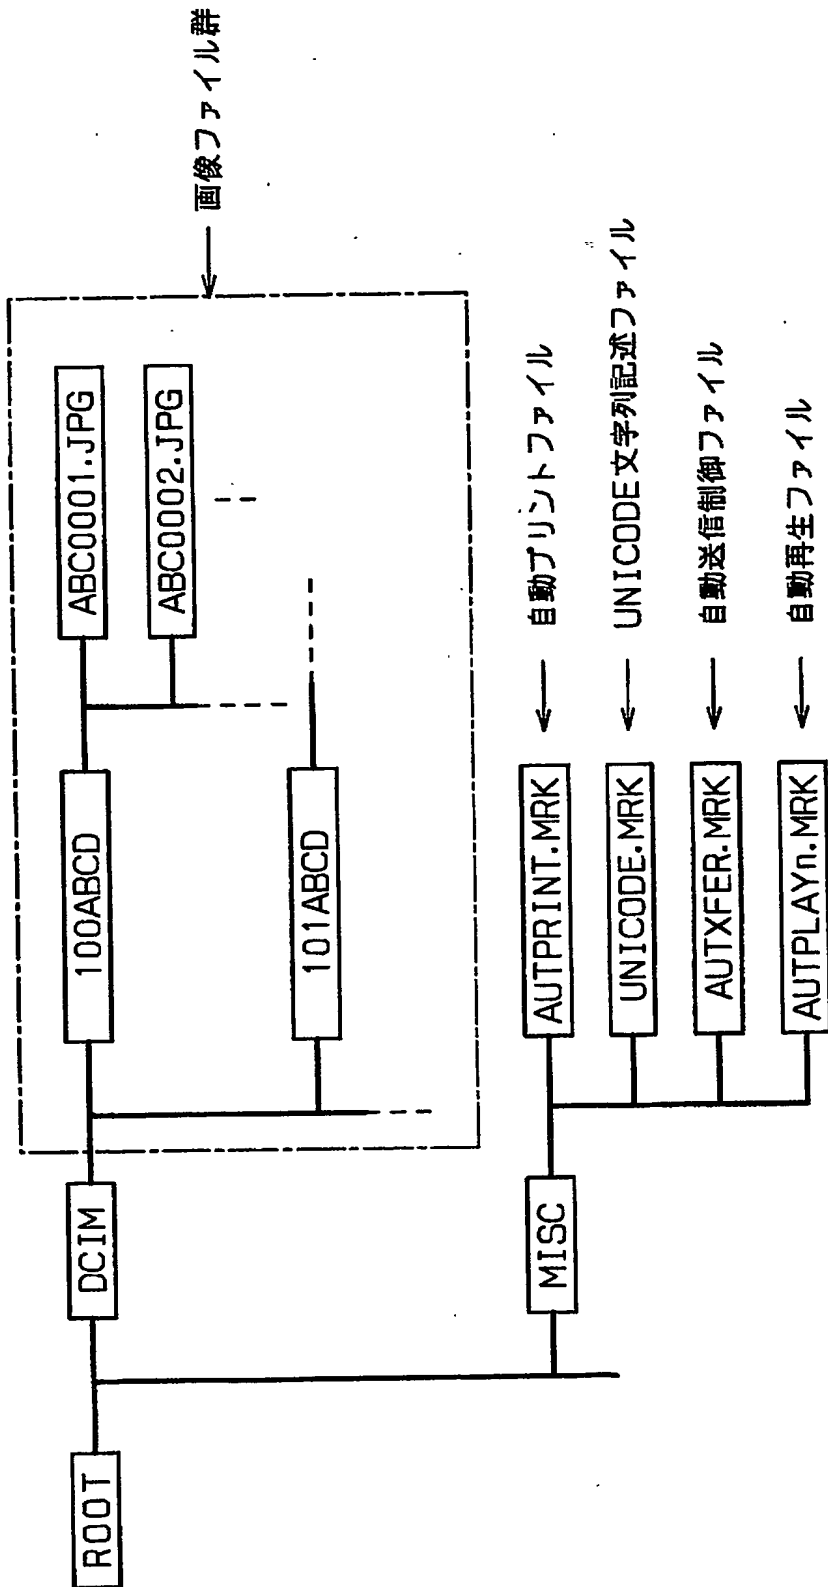 ROOT
DCIM
100ABCD
ABC0001.JPG
ABC0002.JPG
101ABCD
画像ファイル群
MISC
AUTPRINT.MRK
自動プリントファイル
UNICODE.MRK
UNICODE文字列記述ファイル
AUTXFER.MRK
自動送信制御ファイル
AUTPLAYn.MRK
自動再生ファイル